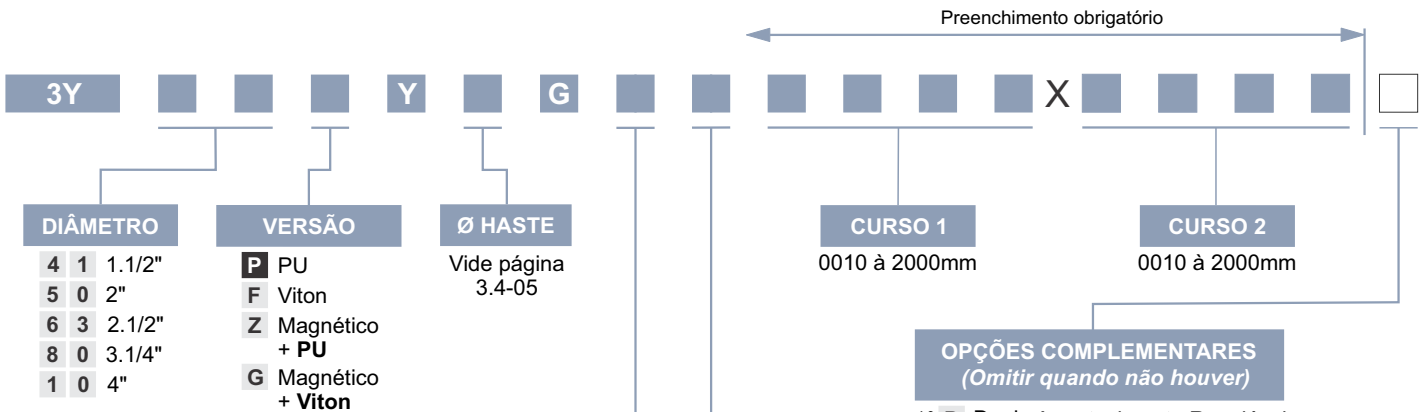 Preenchimento obrigatório
3Y Y G X
DIÂMETRO
4 1 1.1/2"
5 0 2"
6 3 2.1/2"
8 0 3.1/4"
1 0 4"
VERSÃO
P PU
F Viton
Z Magnético
+ PU
G Magnético
+ Viton
Ø HASTE
Vide página
3.4-05
CURSO 1
0010 à 2000mm
CURSO 2
0010 à 2000mm
OPÇÕES COMPLEMENTARES
(Omitir quando não houver)